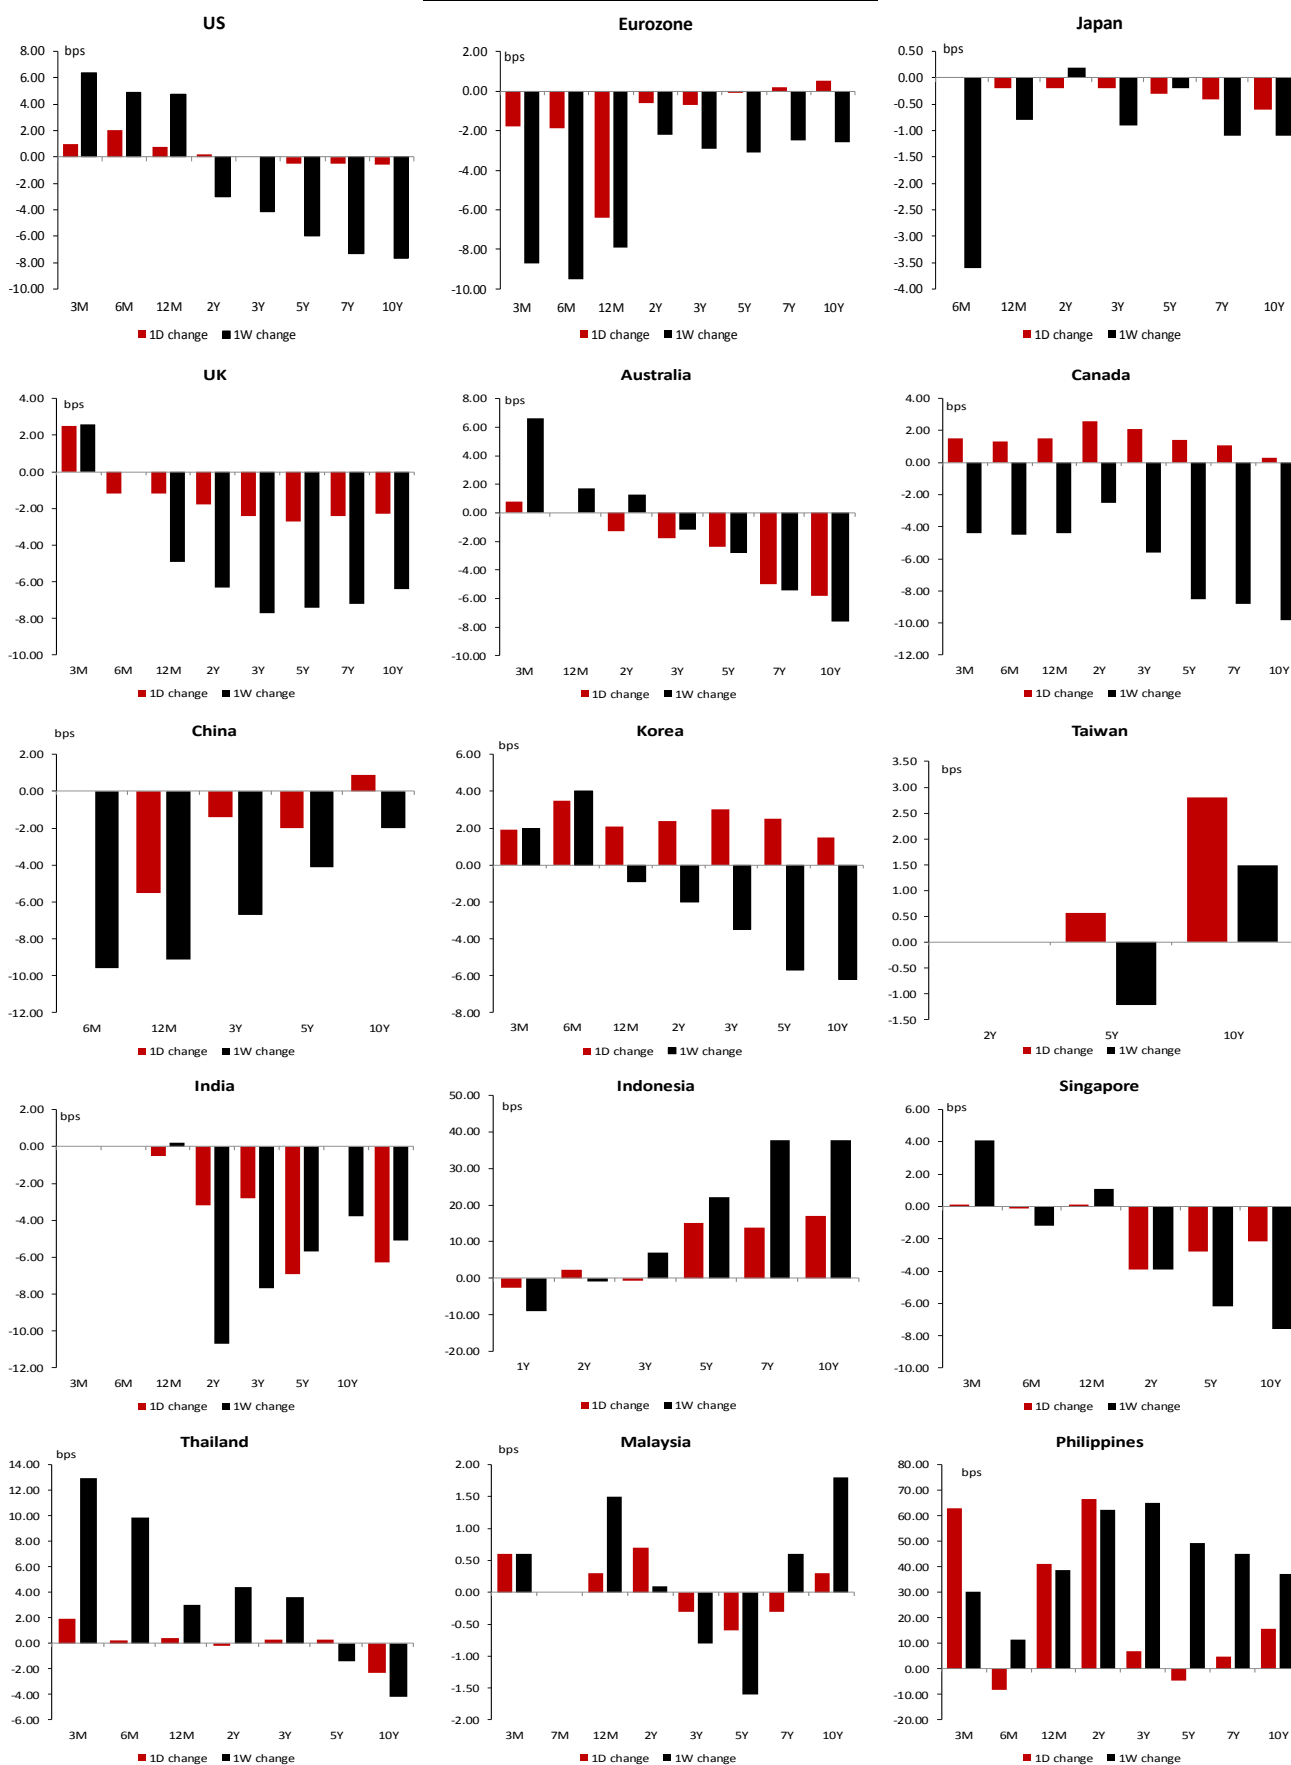 US
bps
8.00
6.00
4.00
2.00
0.00
-2.00
-4.00
-6.00
-8.00
-10.00
3M 6M 12M 2Y 3Y 5Y 7Y 10Y
1D change 1W change
Eurozone
bps
2.00
0.00
-2.00
-4.00
-6.00
-8.00
-10.00
3M 6M 12M 2Y 3Y 5Y 7Y 10Y
1D change 1W change
Japan
bps
0.50
0.00
-0.50
-1.00
-1.50
-2.00
-2.50
-3.00
-3.50
-4.00
6M 12M 2Y 3Y 5Y 7Y 10Y
1D change 1W change
UK
bps
4.00
2.00
0.00
-2.00
-4.00
-6.00
-8.00
-10.00
3M 6M 12M 2Y 3Y 5Y 7Y 10Y
1D change 1W change
Australia
bps
8.00
6.00
4.00
2.00
0.00
-2.00
-4.00
-6.00
-8.00
-10.00
3M 12M 2Y 3Y 5Y 7Y 10Y
1D change 1W change
Canada
bps
4.00
2.00
0.00
-2.00
-4.00
-6.00
-8.00
-10.00
-12.00
3M 6M 12M 2Y 3Y 5Y 7Y 10Y
1D change 1W change
China
bps
2.00
0.00
-2.00
-4.00
-6.00
-8.00
-10.00
-12.00
6M 12M 3Y 5Y 10Y
1D change 1W change
Korea
bps
6.00
4.00
2.00
0.00
-2.00
-4.00
-6.00
-8.00
3M 6M 12M 2Y 3Y 5Y 10Y
1D change 1W change
Taiwan
bps
3.50
3.00
2.50
2.00
1.50
1.00
0.50
0.00
-0.50
-1.00
-1.50
2Y 5Y 10Y
1D change 1W change
India
bps
2.00
0.00
-2.00
-4.00
-6.00
-8.00
-10.00
-12.00
3M 6M 12M 2Y 3Y 5Y 10Y
1D change 1W change
Indonesia
bps
50.00
40.00
30.00
20.00
10.00
0.00
-10.00
-20.00
1Y 2Y 3Y 5Y 7Y 10Y
1D change 1W change
Singapore
bps
6.00
4.00
2.00
0.00
-2.00
-4.00
-6.00
-8.00
-10.00
3M 6M 12M 2Y 5Y 10Y
1D change 1W change
Thailand
bps
14.00
12.00
10.00
8.00
6.00
4.00
2.00
0.00
-2.00
-4.00
-6.00
3M 6M 12M 2Y 3Y 5Y 10Y
1D change 1W change
Malaysia
bps
2.00
1.50
1.00
0.50
0.00
-0.50
-1.00
-1.50
-2.00
3M 7M 12M 2Y 3Y 5Y 7Y 10Y
1D change 1W change
Philippines
bps
80.00
70.00
60.00
50.00
40.00
30.00
20.00
10.00
0.00
-10.00
-20.00
3M 6M 12M 2Y 3Y 5Y 7Y 10Y
1D change 1W change